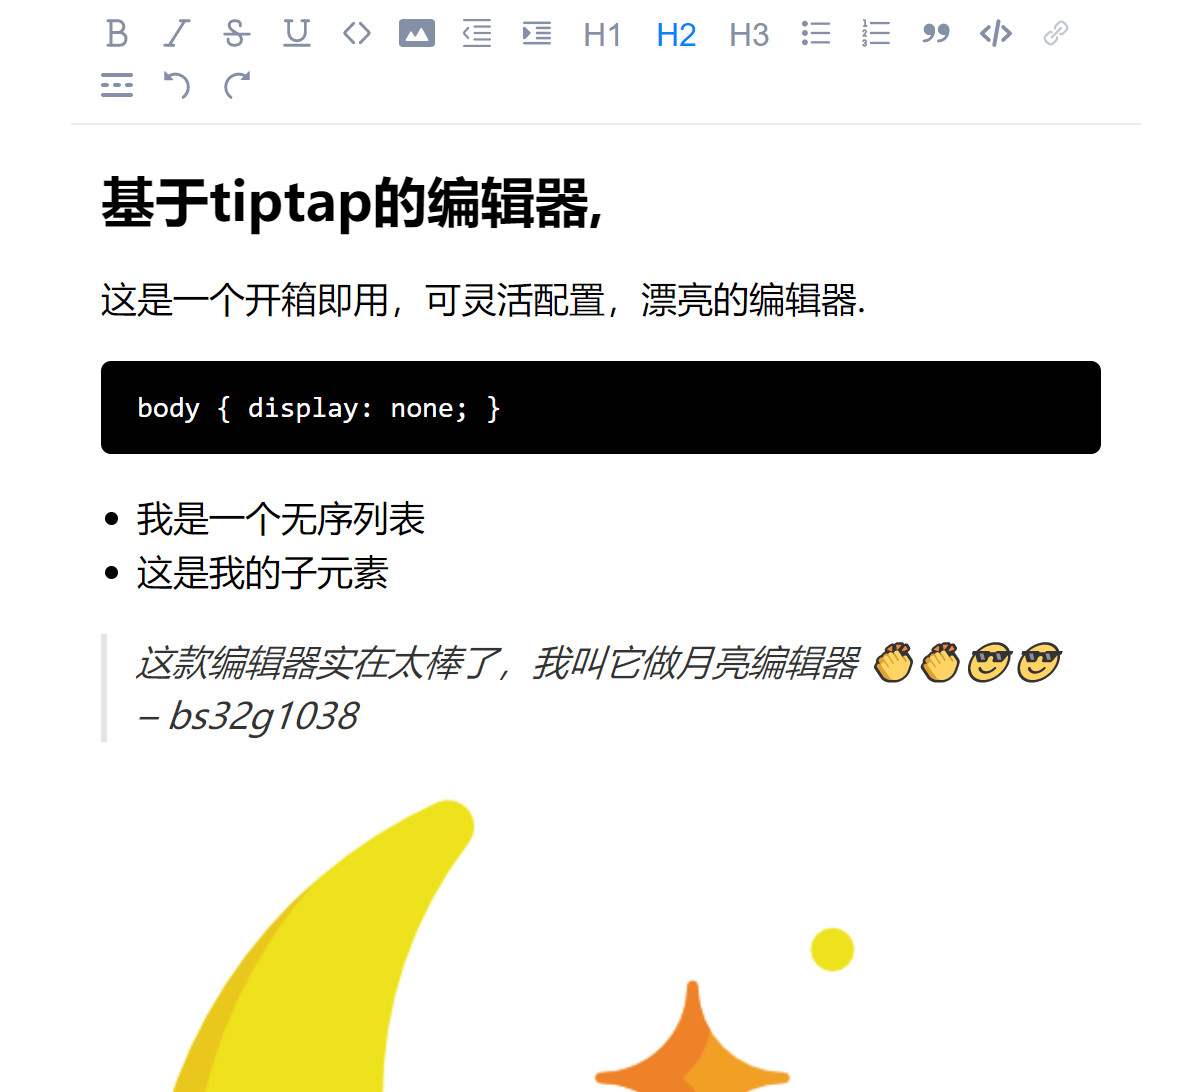 H1 H2 H3
基于tiptap的编辑器,
这是一个开箱即用，可灵活配置，漂亮的编辑器.
body { display: none; }
我是一个无序列表
这是我的子元素
这款编辑器实在太棒了，我叫它做月亮编辑器 👏👏😎😎
– bs32g1038